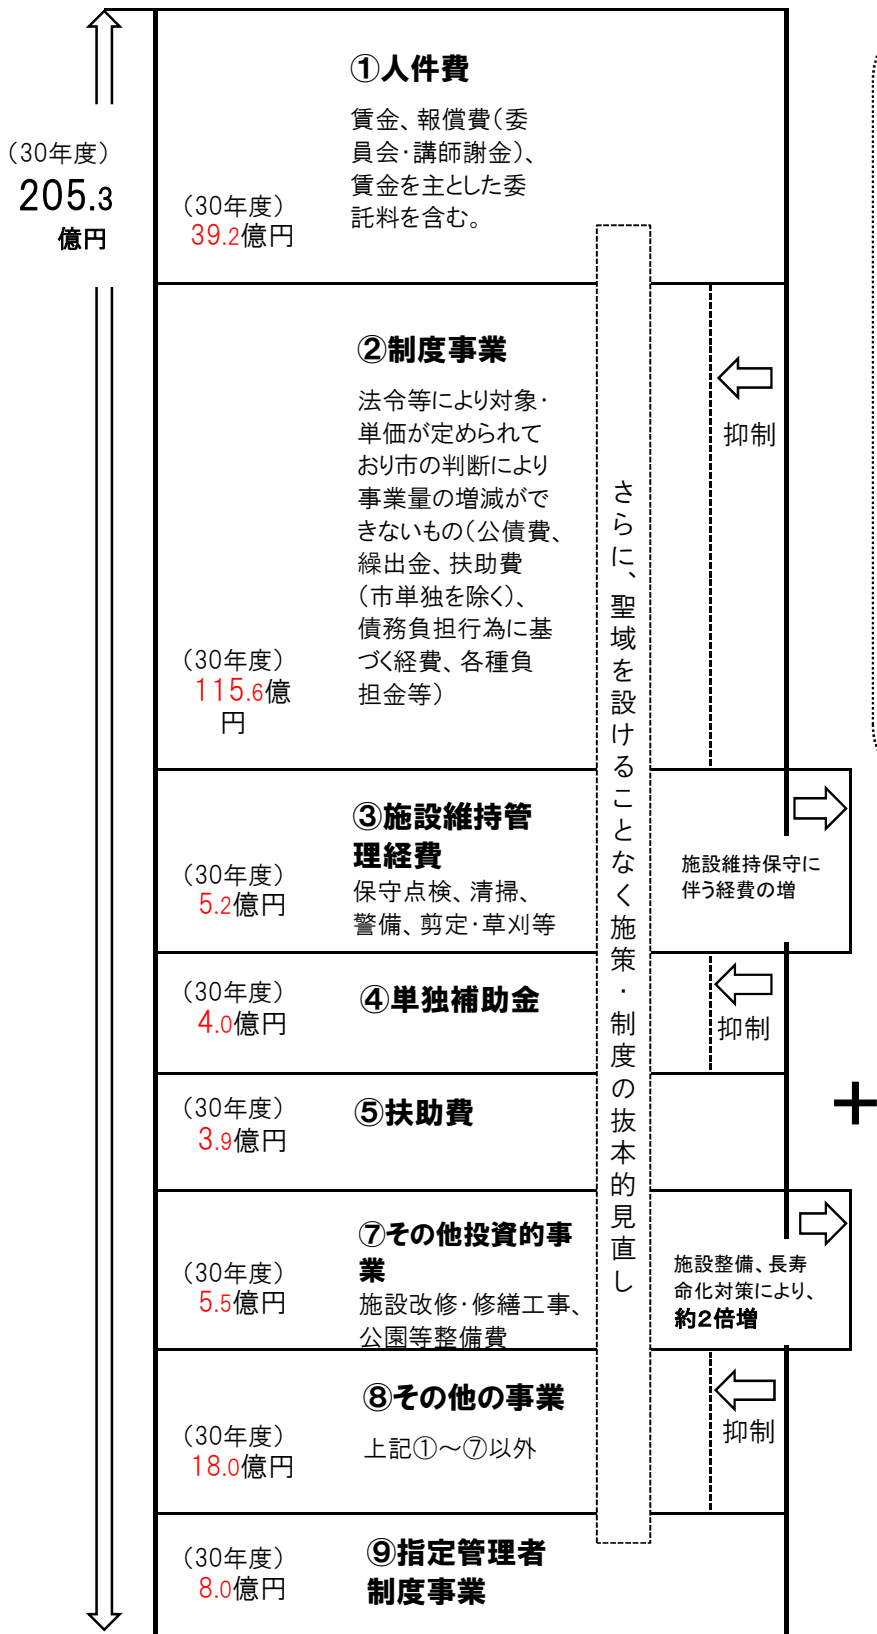 （30年度）
205.3
億円
①人件費
賃金、報償費（委
員会・講師謝金）、
賃金を主とした委
託料を含む。
（30年度）
39.2億円
②制度事業
法令等により対象・
単価が定められて
おり市の判断により
事業量の増減がで
きないもの（公債費、
繰出金、扶助費
（市単独を除く）、
債務負担行為に基
づく経費、各種負
担金等）
（30年度）
115.6億
円
抑制
さらに、聖域を設けることなく施策・制度の抜本的見直し
③施設維持管
理経費
保守点検、清掃、
警備、剪定・草刈等
（30年度）
5.2億円
施設維持保守に
伴う経費の増
④単独補助金
（30年度）
4.0億円
抑制
⑤扶助費
（30年度）
3.9億円
＋
⑦その他投資的事
業
施設改修・修繕工事、
公園等整備費
（30年度）
5.5億円
施設整備、長寿
命化対策により、
約２倍増
⑧その他の事業
上記①～⑦以外
（30年度）
18.0億円
抑制
⑨指定管理者
制度事業
（30年度）
8.0億円